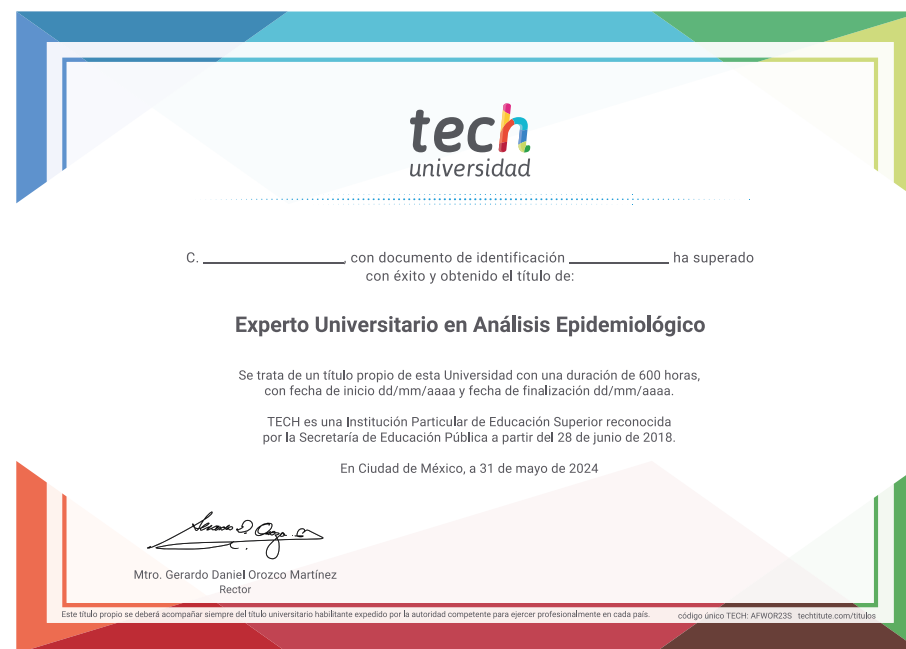 tech
universidad
C. ____________, con documento de identificación ____________ ha superado
con éxito y obtenido el título de:
Experto Universitario en Análisis Epidemiológico
Se trata de un título propio de esta Universidad con una duración de 600 horas,
con fecha de inicio dd/mm/aaaa y fecha de finalización dd/mm/aaaa.
TECH es una Institución Particular de Educación Superior reconocida
por la Secretaría de Educación Pública a partir del 28 de junio de 2018.
En Ciudad de México, a 31 de mayo de 2024
Mtro. Gerardo Daniel Orozco Martínez
Rector
Este título propio se deberá acompañar siempre del título universitario habilitante expedido por la autoridad competente para ejercer profesionalmente en cada país. código único TECH: AFWOR23S techtitute.com/titulos